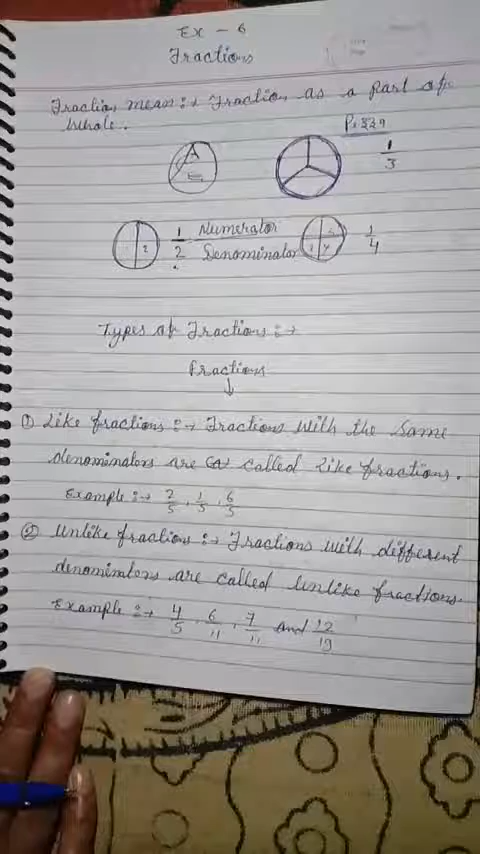 Ex - 6
Fractions
Fraction mean :→ Fraction as a part of
whole.
Pizza
A
E
1/3
2
1/2 Numerator
Denominator
1/4
Types of Fractions :→
Fractions
↓
① Like fractions :→ Fractions with the same
denominators are called Like fractions.
Example :→ 2/5, 1/5, 6/5
② Unlike fractions :→ Fractions with different
denominators are called Unlike fractions.
Example :→ 4/5, 6/11, 7/11 and 12/19